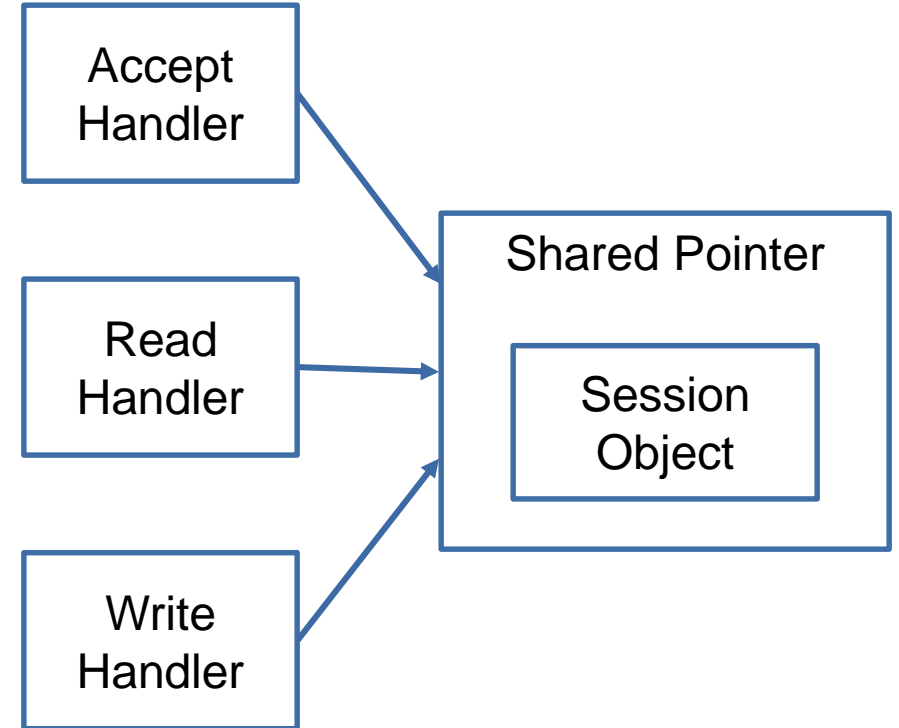 Accept
Handler
Shared Pointer
Read
Handler
Session
Object
Write
Handler